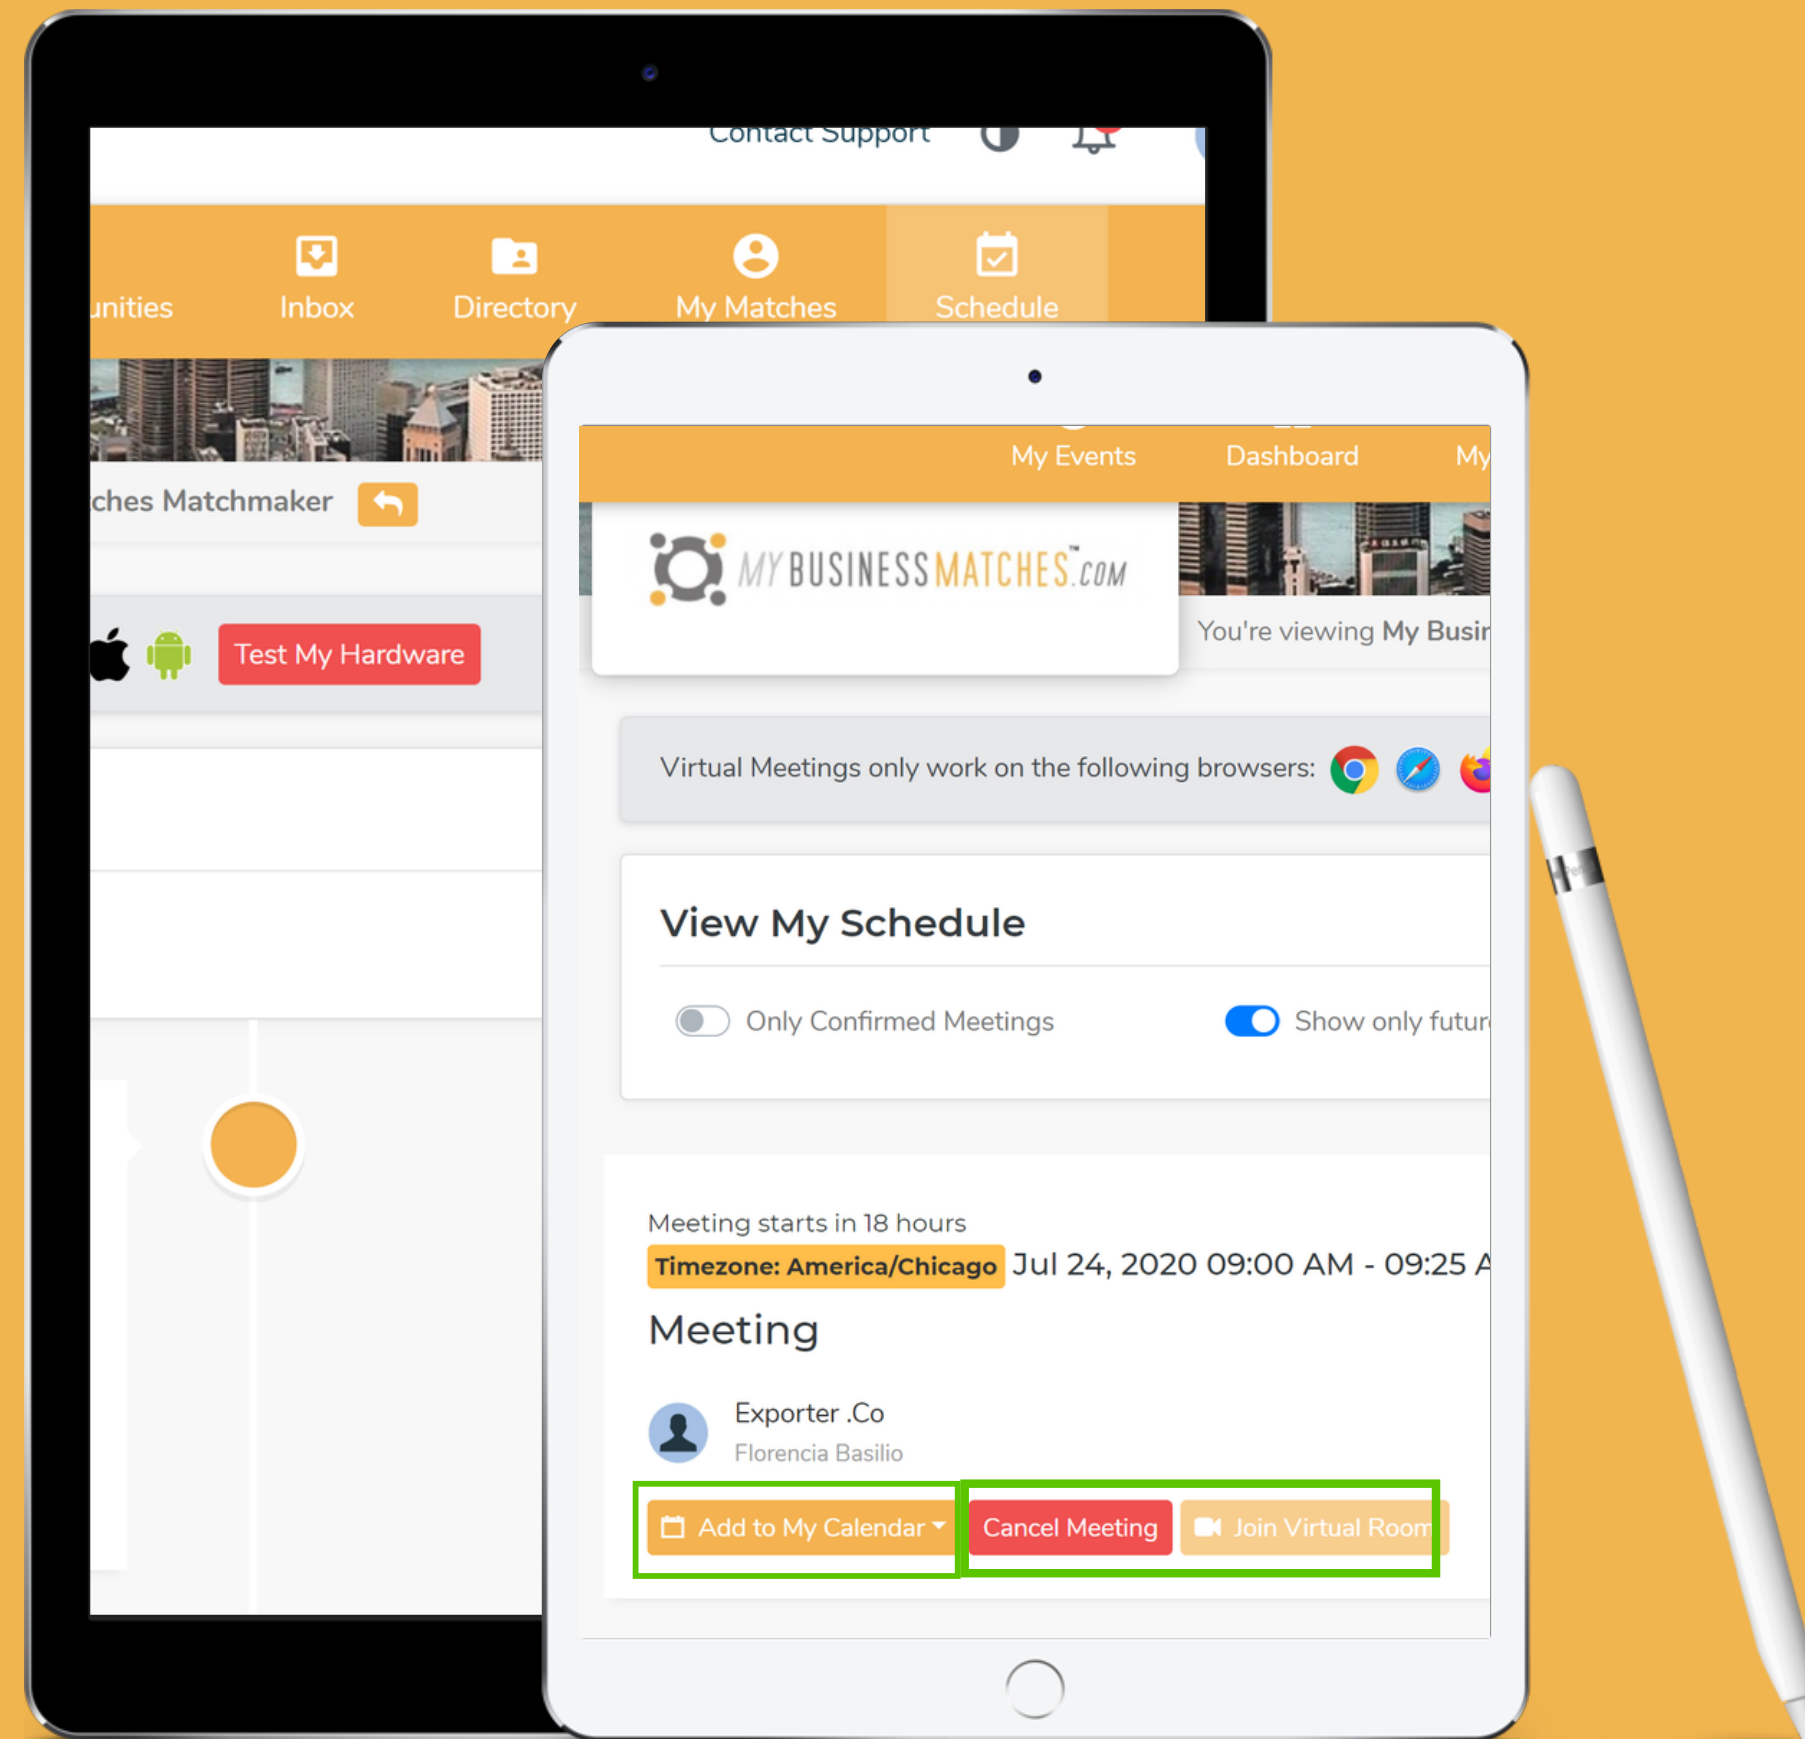 Contact Support
unities
Inbox
Directory
My Matches
Schedule
ches Matchmaker
Test My Hardware
My Events
Dashboard
My
MY BUSINESS MATCHES™.COM
You're viewing My Busin
Virtual Meetings only work on the following browsers:
View My Schedule
Only Confirmed Meetings
Show only futur
Meeting starts in 18 hours
Timezone: America/Chicago Jul 24, 2020 09:00 AM - 09:25 A
Meeting
Exporter .Co
Florencia Basilio
Add to My Calendar
Cancel Meeting
Join Virtual Room